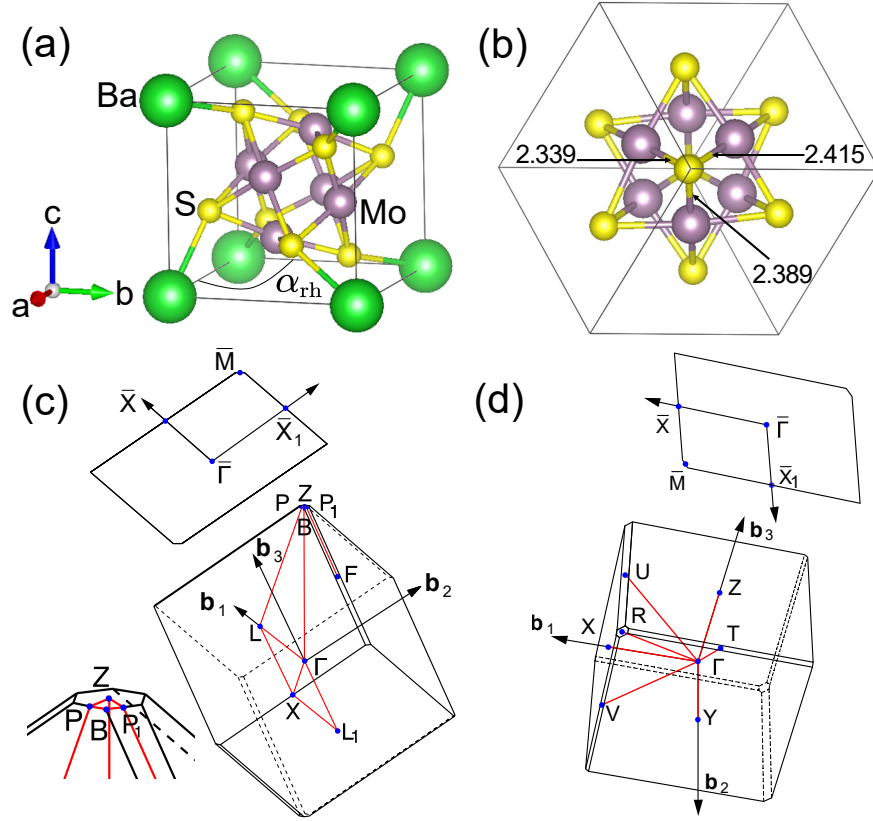 (a)
Ba
S
Mo
α_rh
c
b
a
(b)
2.339
2.415
2.389
(c)
M̄
X̄
X̄₁
Γ̄
P
Z
P₁
B
b₃
F
b₂
b₁
L
Γ
X
L₁
Z
P
B
P₁
(d)
X̄
Γ̄
M̄
X̄₁
b₃
U
Z
R
X
T
b₁
Γ
V
Y
b₂